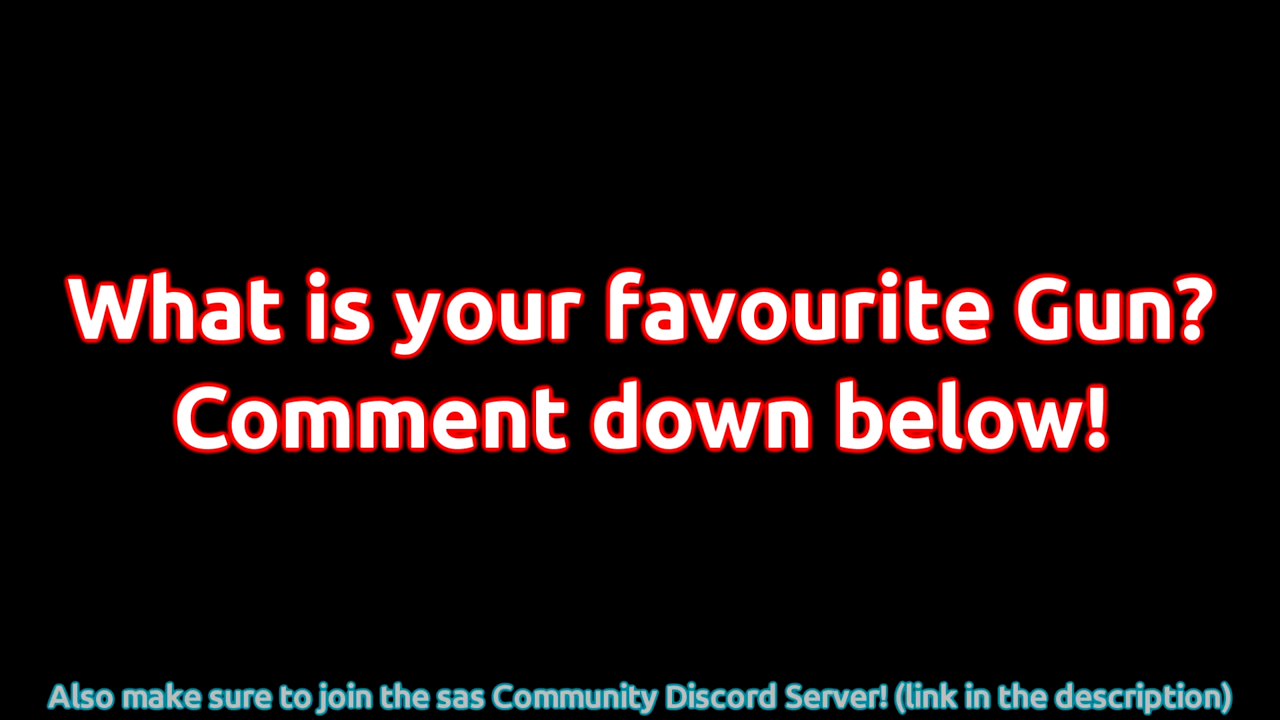 What is your favourite Gun?
Comment down below!
Also make sure to join the sas Community Discord Server! (link in the description)